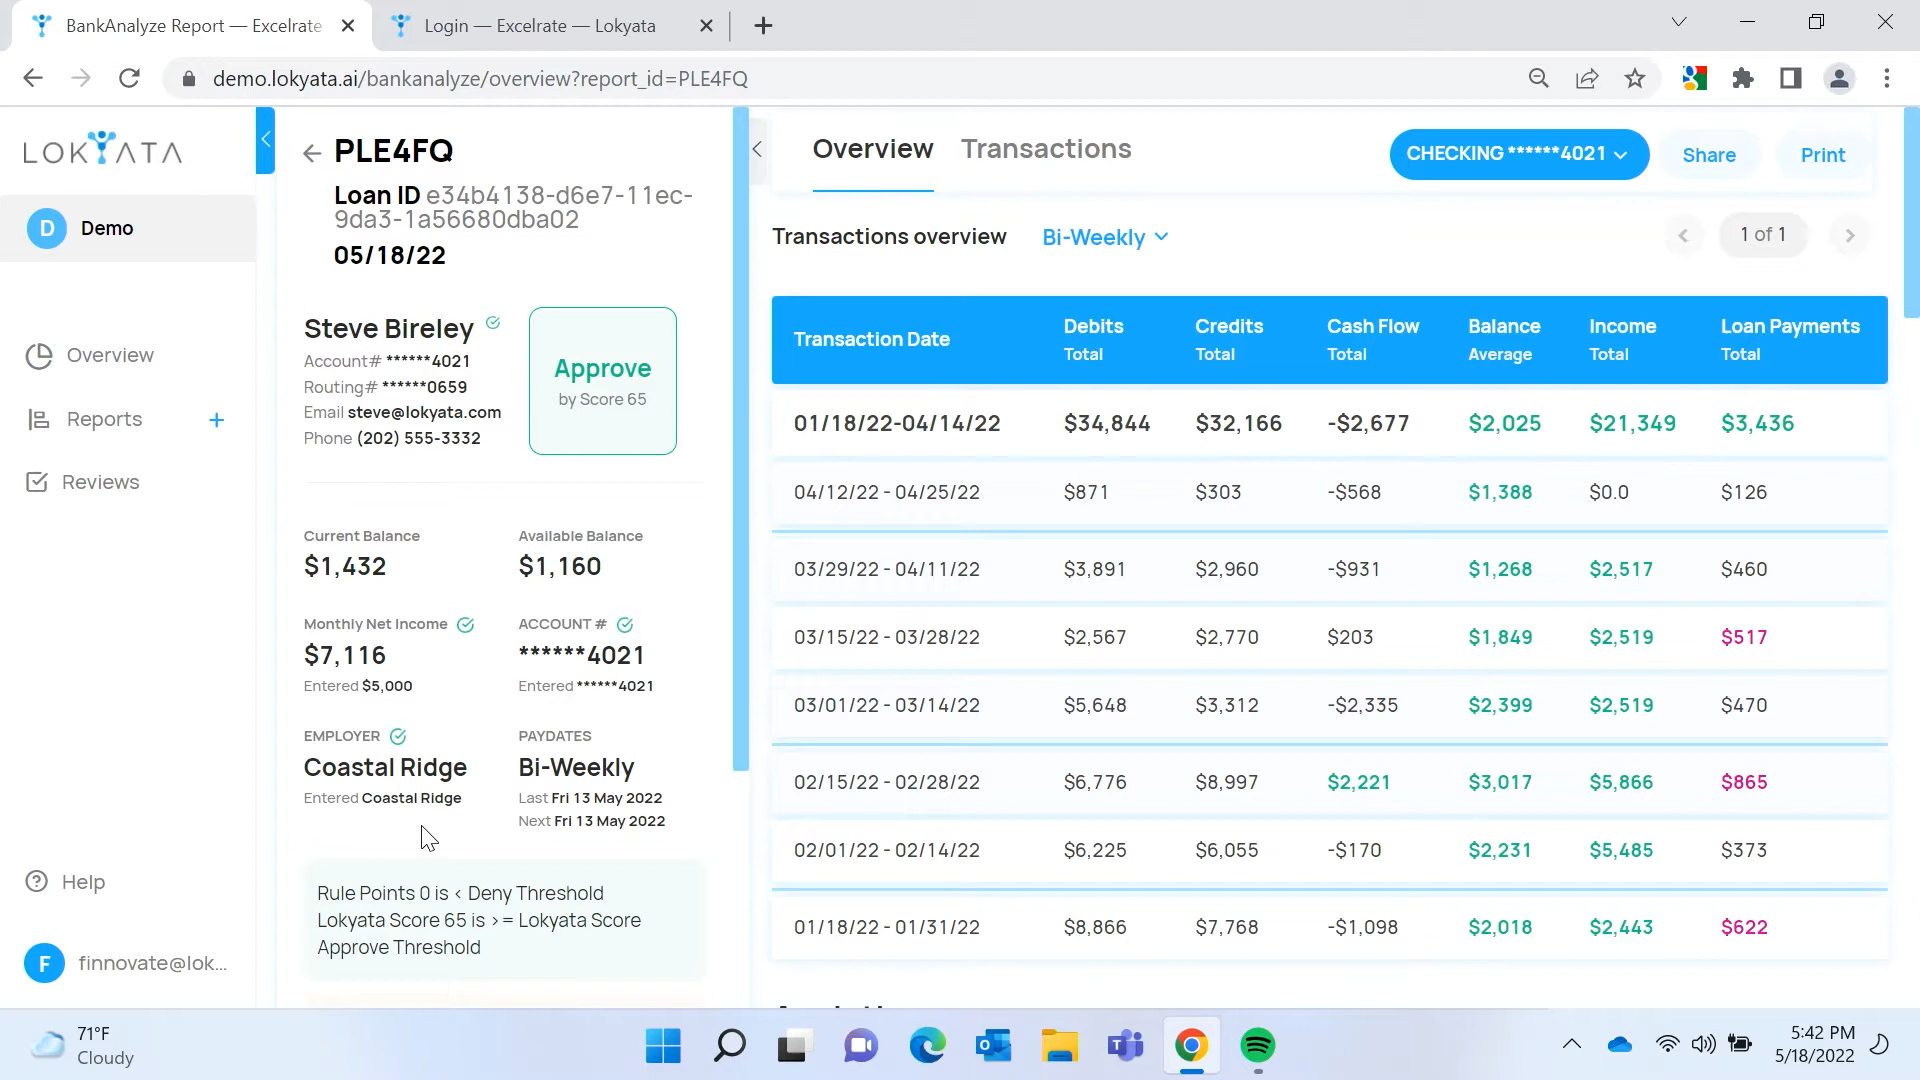 BankAnalyze Report — Excelrate
Login — Excelrate — Lokyata
demo.lokyata.ai/bankanalyze/overview?report_id=PLE4FQ
LOKYATA
D Demo
Overview
Reports +
Reviews
Help
F finnovate@lok...
PLE4FQ
Loan ID e34b4138-d6e7-11ec-
9da3-1a56680dba02
05/18/22
Steve Bireley
Account# ******4021
Routing# ******0659
Email steve@lokyata.com
Phone (202) 555-3332
Approve
by Score 65
Current Balance
$1,432
Available Balance
$1,160
Monthly Net Income
$7,116
Entered $5,000
ACCOUNT #
******4021
Entered ******4021
EMPLOYER
Coastal Ridge
Entered Coastal Ridge
PAYDATES
Bi-Weekly
Last Fri 13 May 2022
Next Fri 13 May 2022
Rule Points 0 is < Deny Threshold
Lokyata Score 65 is >= Lokyata Score
Approve Threshold
Overview Transactions
CHECKING ******4021
Share
Print
Transactions overview Bi-Weekly
1 of 1
Transaction Date Debits Total Credits Total Cash Flow Total Balance Average Income Total Loan Payments Total
01/18/22-04/14/22 $34,844 $32,166 -$2,677 $2,025 $21,349 $3,436
04/12/22 - 04/25/22 $871 $303 -$568 $1,388 $0.0 $126
03/29/22 - 04/11/22 $3,891 $2,960 -$931 $1,268 $2,517 $460
03/15/22 - 03/28/22 $2,567 $2,770 $203 $1,849 $2,519 $517
03/01/22 - 03/14/22 $5,648 $3,312 -$2,335 $2,399 $2,519 $470
02/15/22 - 02/28/22 $6,776 $8,997 $2,221 $3,017 $5,866 $865
02/01/22 - 02/14/22 $6,225 $6,055 -$170 $2,231 $5,485 $373
01/18/22 - 01/31/22 $8,866 $7,768 -$1,098 $2,018 $2,443 $622
71°F
Cloudy
5:42 PM
5/18/2022